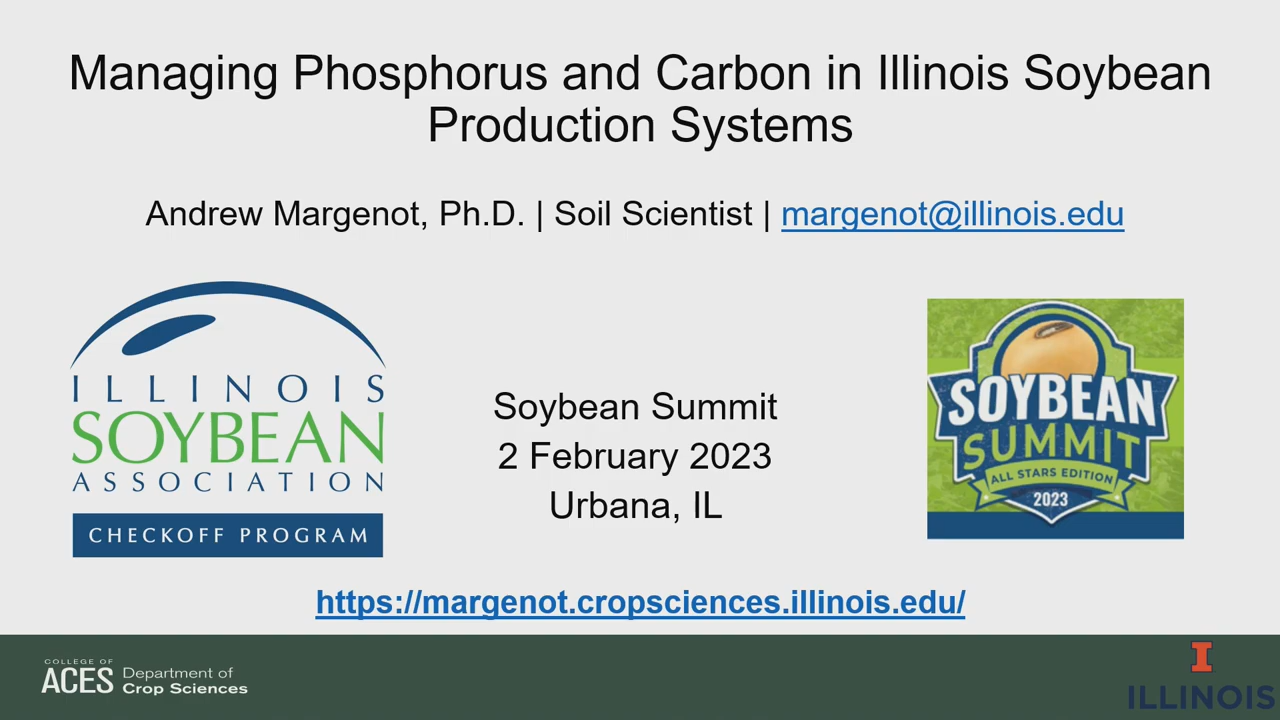 Managing Phosphorus and Carbon in Illinois Soybean
Production Systems
Andrew Margenot, Ph.D. | Soil Scientist | margenot@illinois.edu
ILLINOIS
SOYBEAN
ASSOCIATION
CHECKOFF PROGRAM
Soybean Summit
2 February 2023
Urbana, IL
SOYBEAN
SUMMIT
ALL STARS EDITION
2023
https://margenot.cropsciences.illinois.edu/
COLLEGE OF
ACES
Department of
Crop Sciences
I
ILLINOIS